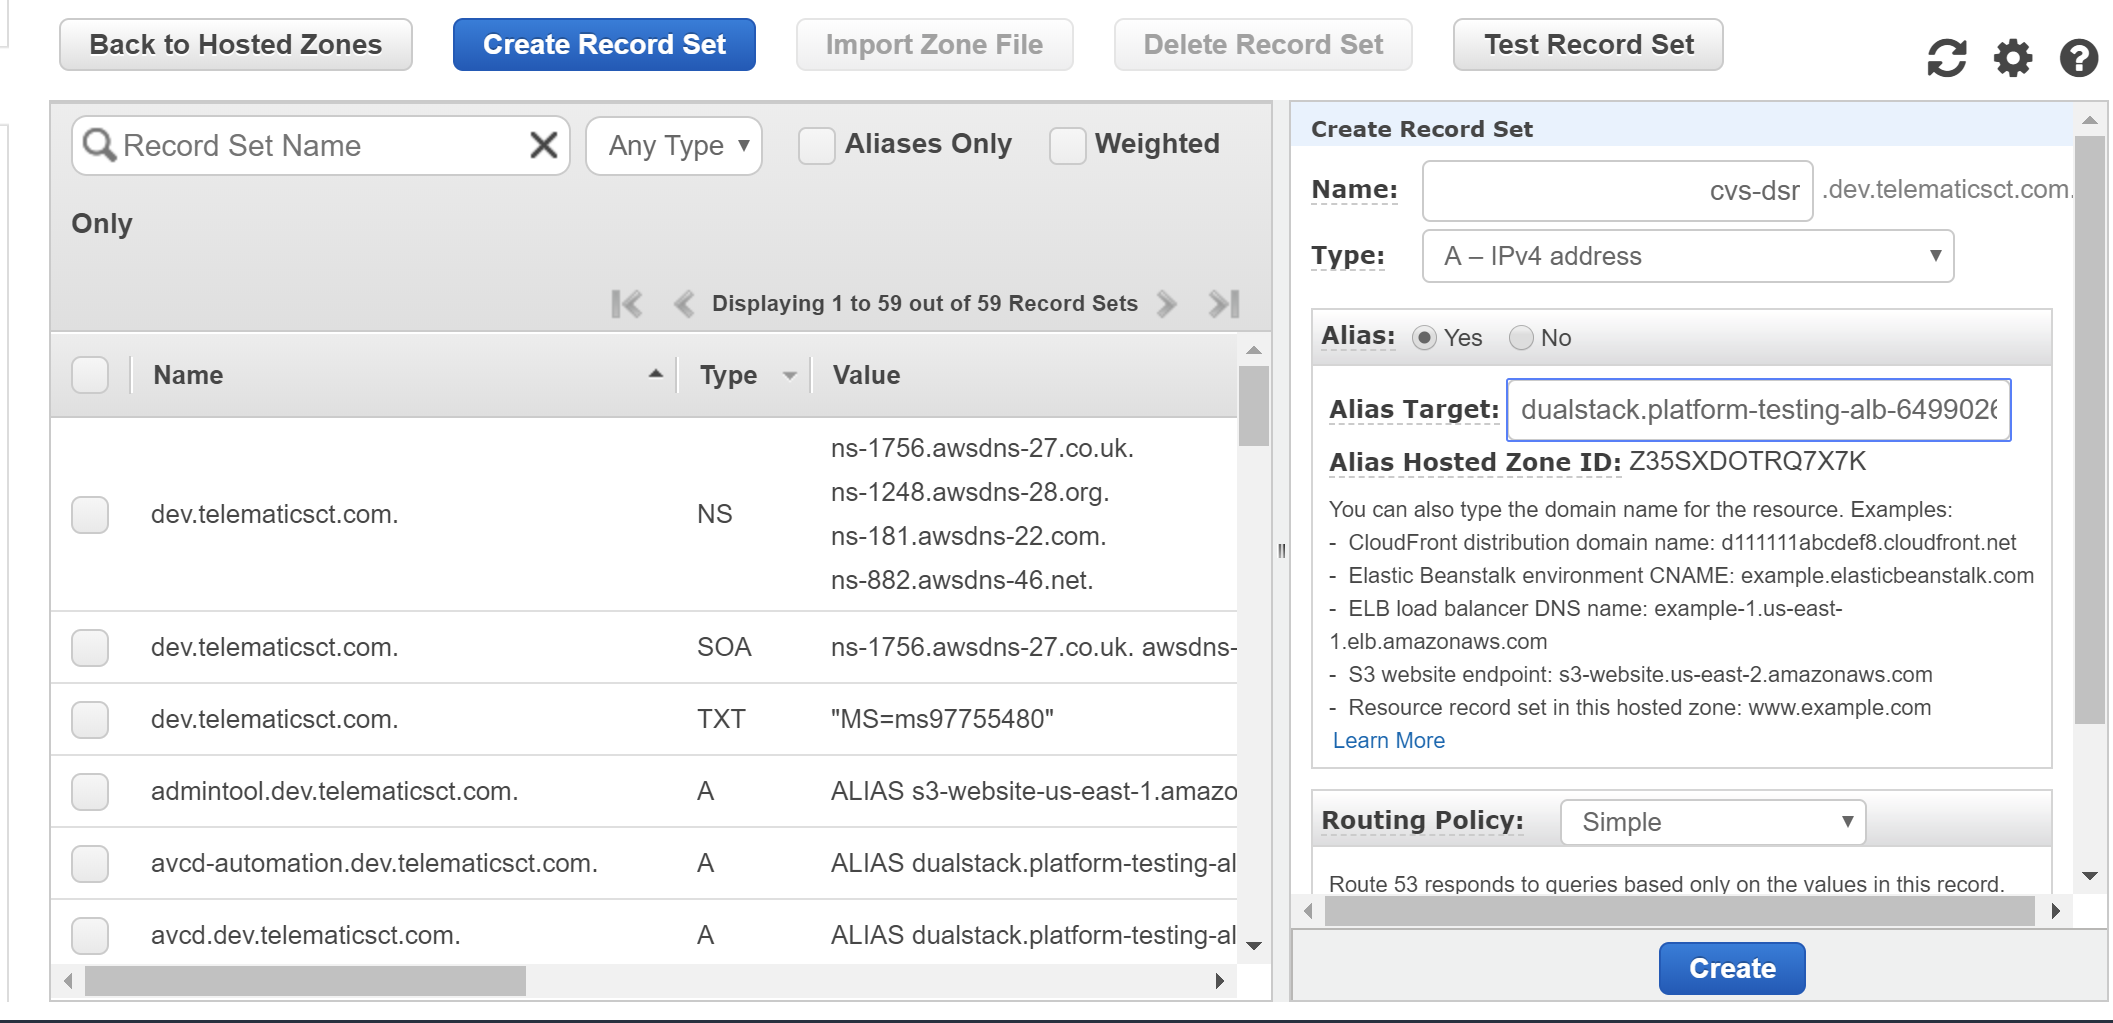 Back to Hosted Zones
Create Record Set
Import Zone File
Delete Record Set
Test Record Set
Record Set Name
Any Type
Aliases Only
Weighted
Only
Displaying 1 to 59 out of 59 Record Sets
Name Type Value
dev.telematicsct.com. NS
ns-1756.awsdns-27.co.uk.
ns-1248.awsdns-28.org.
ns-181.awsdns-22.com.
ns-882.awsdns-46.net.
dev.telematicsct.com. SOA ns-1756.awsdns-27.co.uk. awsdns-
dev.telematicsct.com. TXT "MS=ms97755480"
admintool.dev.telematicsct.com. A ALIAS s3-website-us-east-1.amazo
avcd-automation.dev.telematicsct.com. A ALIAS dualstack.platform-testing-al
avcd.dev.telematicsct.com. A ALIAS dualstack.platform-testing-al
Create Record Set
Name: cvs-dsr .dev.telematicsct.com.
Type: A – IPv4 address
Alias: Yes No
Alias Target: dualstack.platform-testing-alb-6499026
Alias Hosted Zone ID: Z35SXDOTRQ7X7K
You can also type the domain name for the resource. Examples:
- CloudFront distribution domain name: d111111abcdef8.cloudfront.net
- Elastic Beanstalk environment CNAME: example.elasticbeanstalk.com
- ELB load balancer DNS name: example-1.us-east-
1.elb.amazonaws.com
- S3 website endpoint: s3-website.us-east-2.amazonaws.com
- Resource record set in this hosted zone: www.example.com
Learn More
Routing Policy: Simple
Route 53 responds to queries based only on the values in this record.
Create